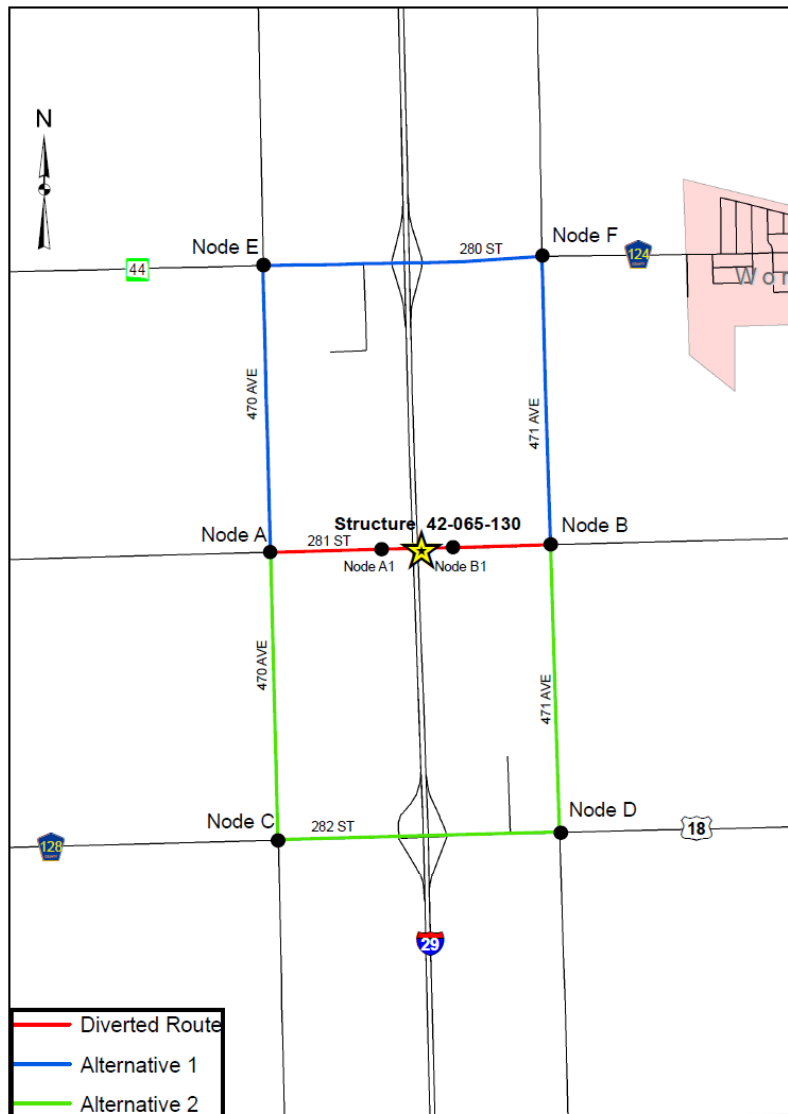 N
Node E
280 ST
Node F
44
124
Wor
470 AVE
471 AVE
Structure 42-065-130
Node A
281 ST
Node B
Node A1
Node B1
470 AVE
471 AVE
Node C
282 ST
Node D
128
18
29
Diverted Route
Alternative 1
Alternative 2